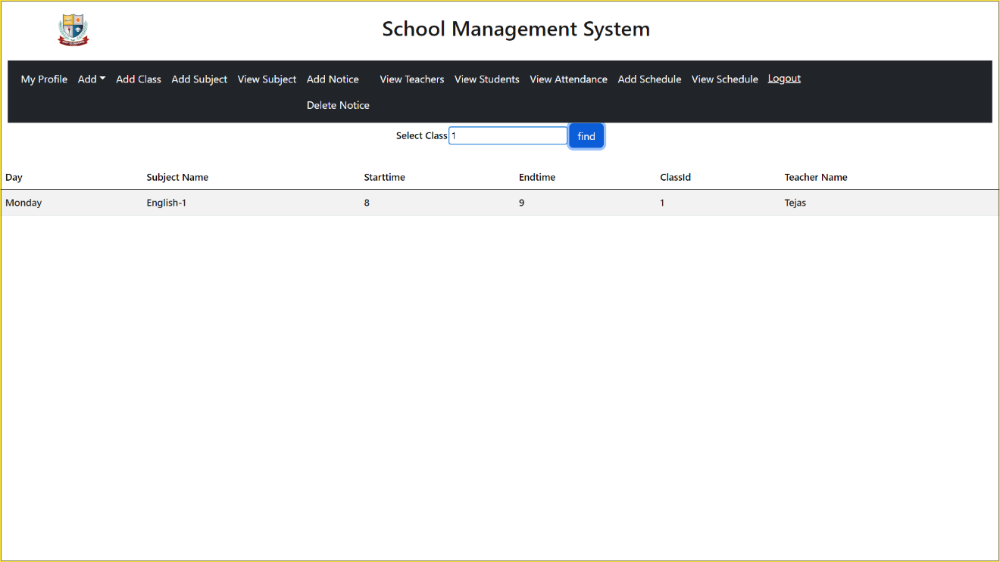 School Management System
My Profile Add Add Class Add Subject View Subject Add Notice View Teachers View Students View Attendance Add Schedule View Schedule Logout
Delete Notice
Select Class 1 find
Day Subject Name Starttime Endtime ClassId Teacher Name
Monday English-1 8 9 1 Tejas